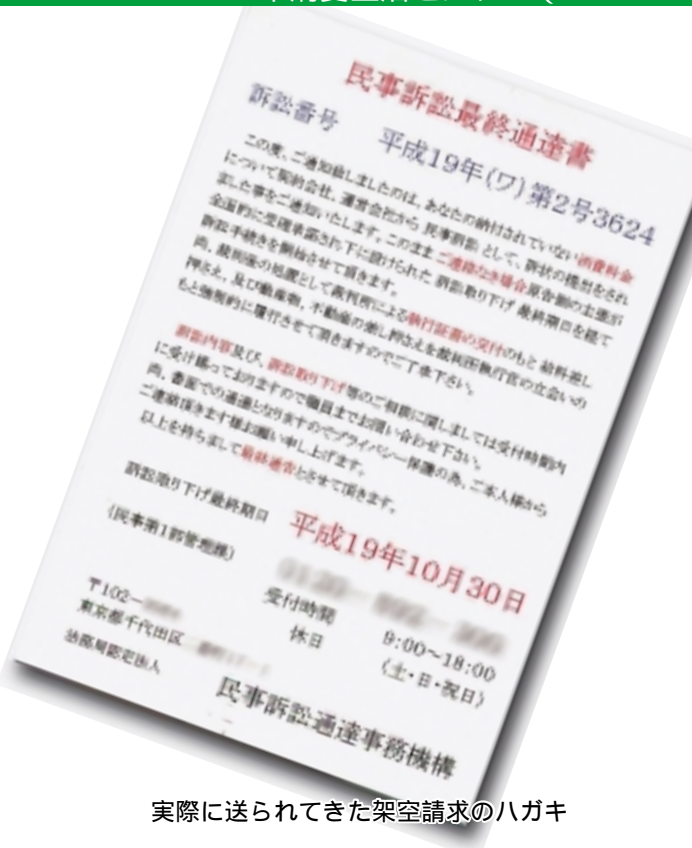 民事訴訟最終通達書
訴訟番号 平成19年(ワ)第2号3624
この度、ご通知致しましたのは、あなたの納付されていない消費料金
について契約会社、運営会社から 民事訴訟 として、訴状の提出をされ
ました事をご通知いたします。このままご連絡なき場合原告側の主張が
全面的に受理承諾され下に設けられた 訴訟取り下げ 最終期日を経て
訴訟手続きを開始させて頂きます。
尚、裁判後の処置として裁判所による執行証書の交付のもと 給料差し
押さえ、及び動産物、不動産の差し押さえを裁判所執行官の立会いの
もと強制的に履行させて頂きますのでご了承下さい。
訴訟内容及び、訴訟取り下げ等のご相談に関しましては受付時間内
に受け賜っておりますので職員までお問い合わせ下さい。
尚、書面での通達となりますのでプライバシー保護の為、ご本人様から
ご連絡頂きます様お願い申し上げます。
以上を持ちまして最終通告とさせて頂きます。
訴訟取り下げ最終期日 平成19年10月30日
(民事第1部管理課)
受付時間 9:00〜18:00
休日 (土・日・祝日)
〒102−
東京都千代田区
法務局認定法人
民事訴訟通達事務機構
実際に送られてきた架空請求のハガキ